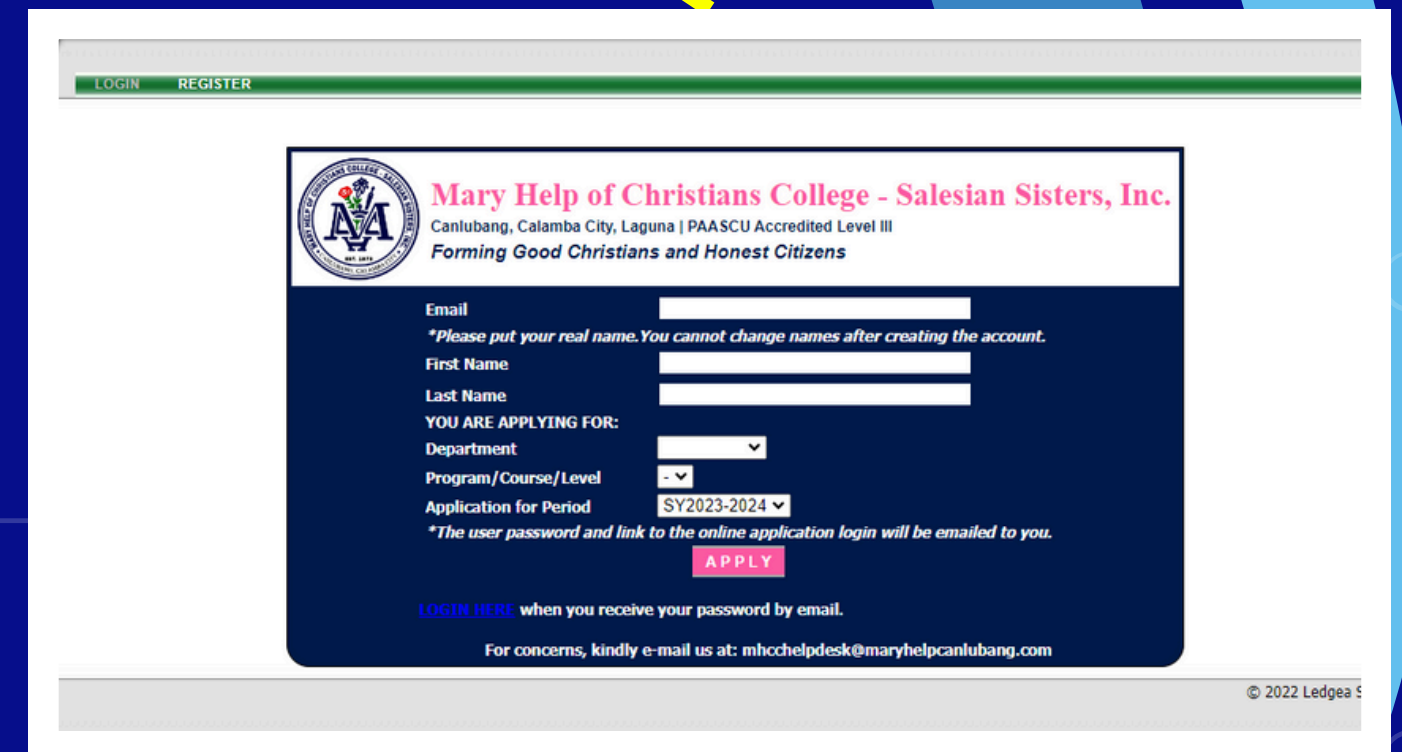 LOGIN REGISTER
Mary Help of Christians College - Salesian Sisters, Inc.
Canlubang, Calamba City, Laguna | PAASCU Accredited Level III
Forming Good Christians and Honest Citizens
Email
*Please put your real name.You cannot change names after creating the account.
First Name
Last Name
YOU ARE APPLYING FOR:
Department
Program/Course/Level -
Application for Period SY2023-2024
*The user password and link to the online application login will be emailed to you.
APPLY
LOGIN HERE when you receive your password by email.
For concerns, kindly e-mail us at: mhcchelpdesk@maryhelpcanlubang.com
© 2022 Ledgea S